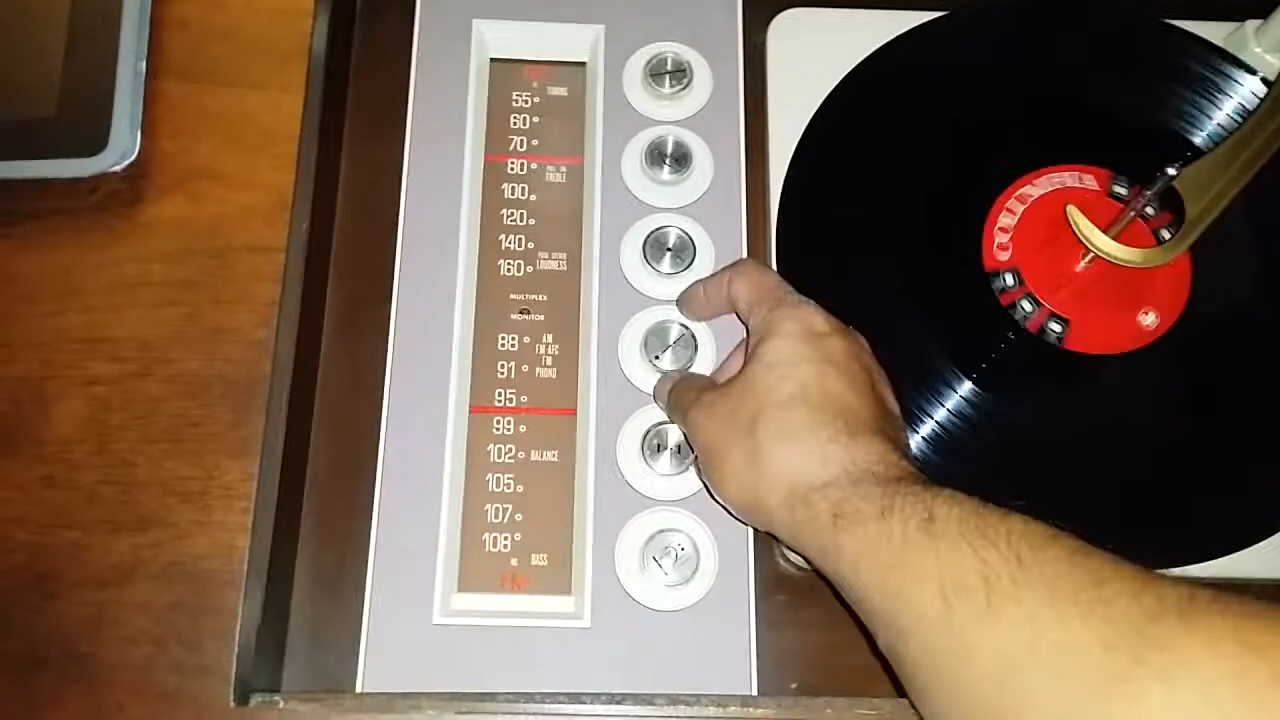 TUNING
55
60
70
80
TREBLE
100
120
140
160
LOUDNESS
MULTIPLEX
MONITOR
88
AM
FM-AFC
FM
91
PHONO
95
99
102 BALANCE
105
107
108
BASS
COLUMBIA